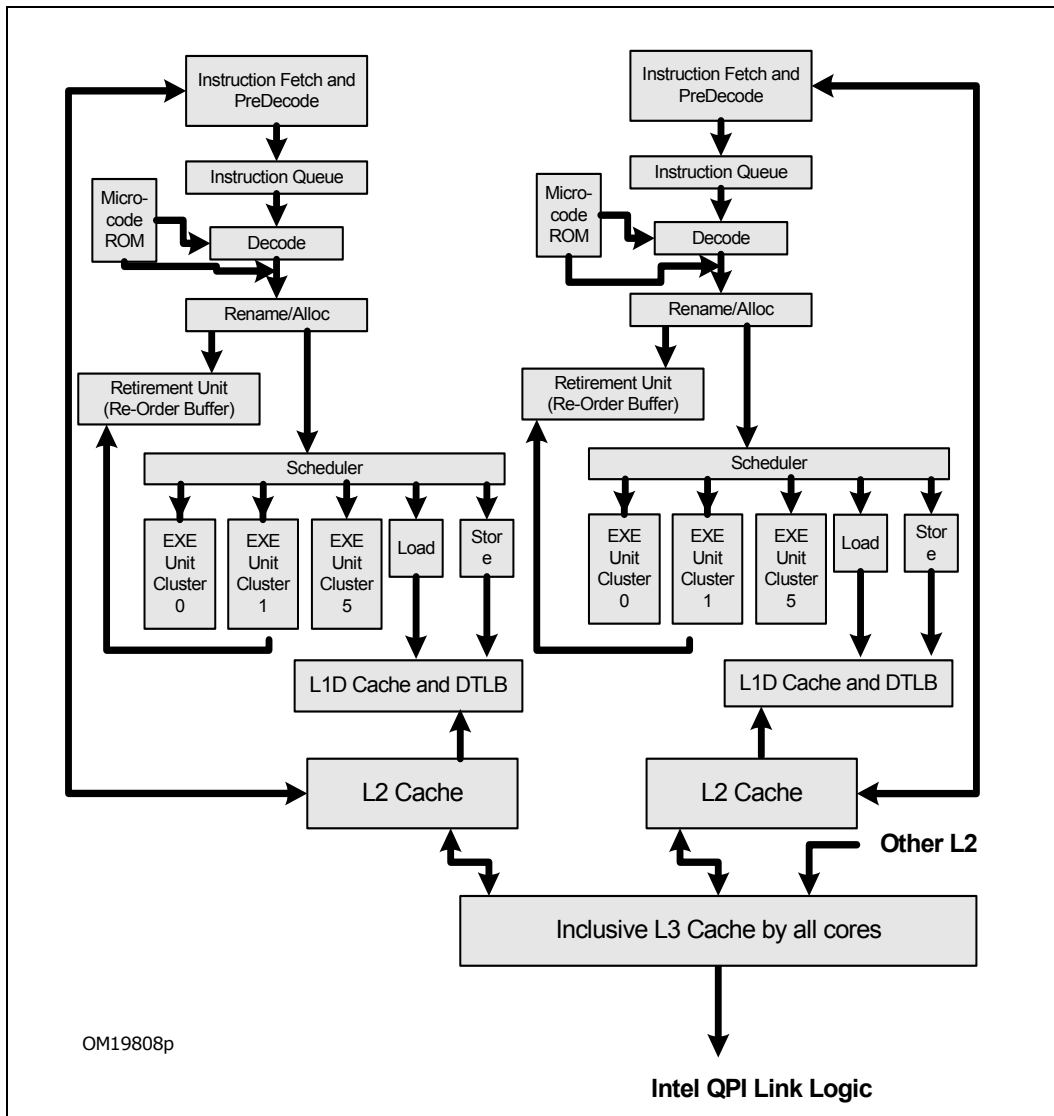 Instruction Fetch and
PreDecode
Instruction Queue
Micro-
code
ROM
Decode
Rename/Alloc
Retirement Unit
(Re-Order Buffer)
Scheduler
EXE
Unit
Cluster
0
EXE
Unit
Cluster
1
EXE
Unit
Cluster
5
Load
Stor
e
L1D Cache and DTLB
L2 Cache
Instruction Fetch and
PreDecode
Instruction Queue
Micro-
code
ROM
Decode
Rename/Alloc
Retirement Unit
(Re-Order Buffer)
Scheduler
EXE
Unit
Cluster
0
EXE
Unit
Cluster
1
EXE
Unit
Cluster
5
Load
Stor
e
L1D Cache and DTLB
L2 Cache
Other L2
Inclusive L3 Cache by all cores
OM19808p
Intel QPI Link Logic